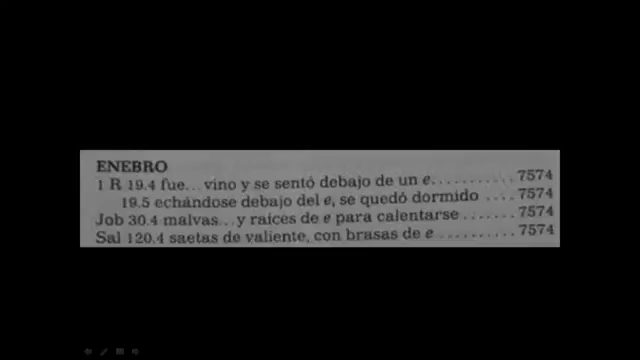 ENEBRO
1 R 19.4 fue... vino y se sentó debajo de un e.......... 7574
19.5 echándose debajo del e, se quedó dormido .... 7574
Job 30.4 malvas... y raíces de e para calentarse ....... 7574
Sal 120.4 saetas de valiente, con brasas de e .......... 7574